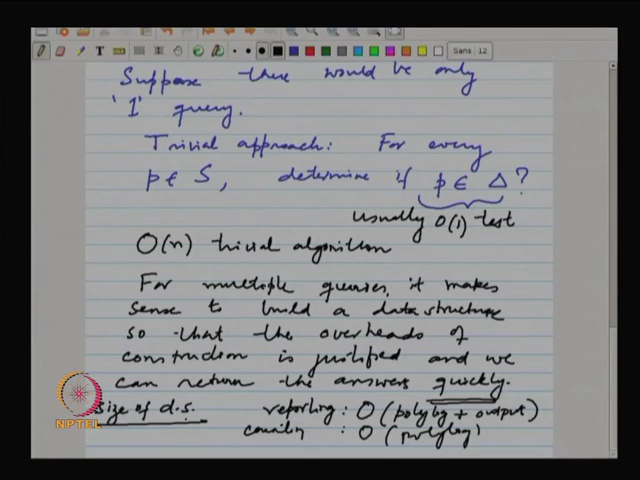 Sans 12
Suppose there would be only
'1' query.
Trivial approach: For every
p ∈ S, determine if p ∈ Δ?
usually O(1) test
O(n) trivial algorithm
For multiple queries, it makes
sense to build a data structure
so that the overheads of
construction is justified and we
can return the answers quickly.
size of d.s. reporting: O(polylog + output)
counting : O(polylog)
NPTEL